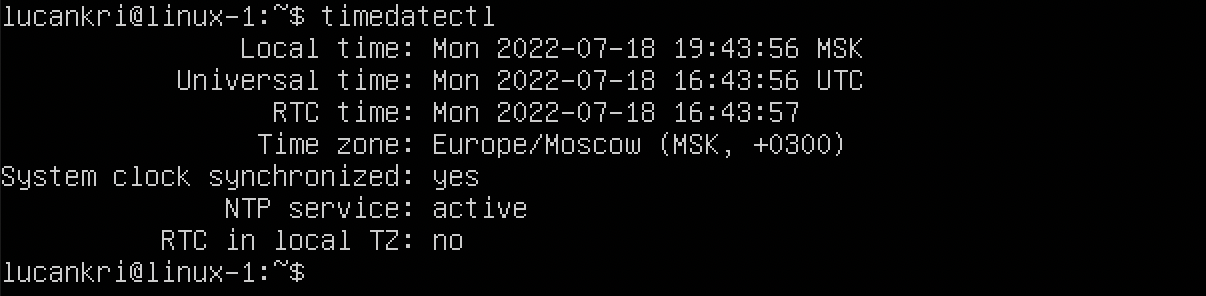 lucankri@linux-1:~$ timedatectl
               Local time: Mon 2022-07-18 19:43:56 MSK
           Universal time: Mon 2022-07-18 16:43:56 UTC
                 RTC time: Mon 2022-07-18 16:43:57
                Time zone: Europe/Moscow (MSK, +0300)
System clock synchronized: yes
              NTP service: active
          RTC in local TZ: no
lucankri@linux-1:~$